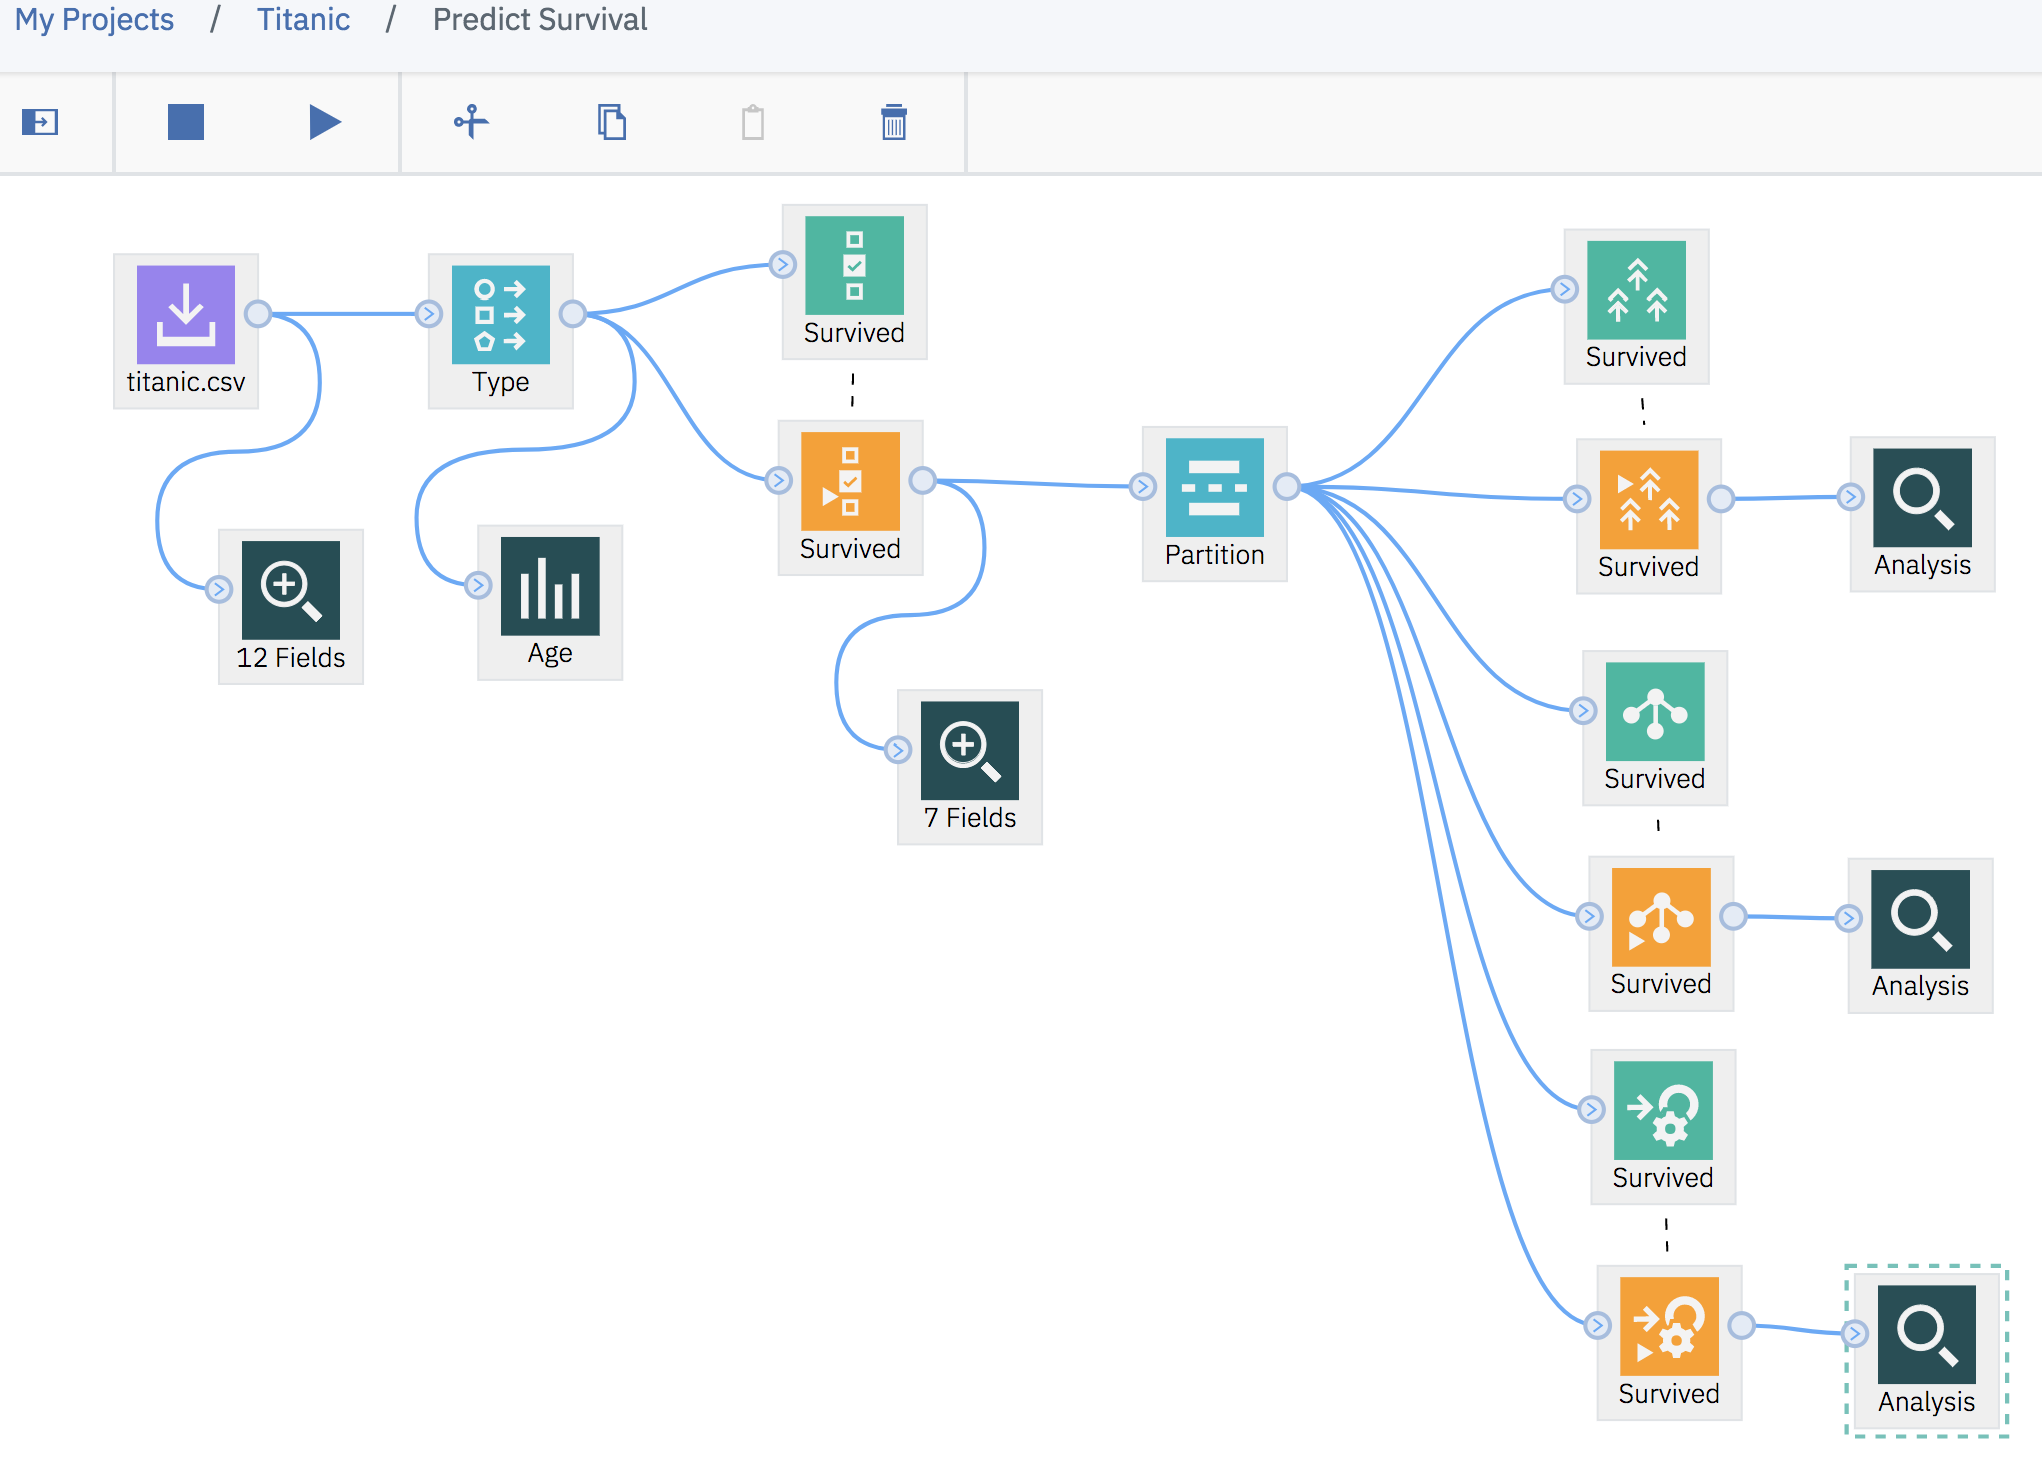 My Projects / Titanic / Predict Survival
Survived
Survived
titanic.csv
Type
Survived
Partition
Survived
Analysis
12 Fields
Age
Survived
7 Fields
Survived
Analysis
Survived
Survived
Analysis